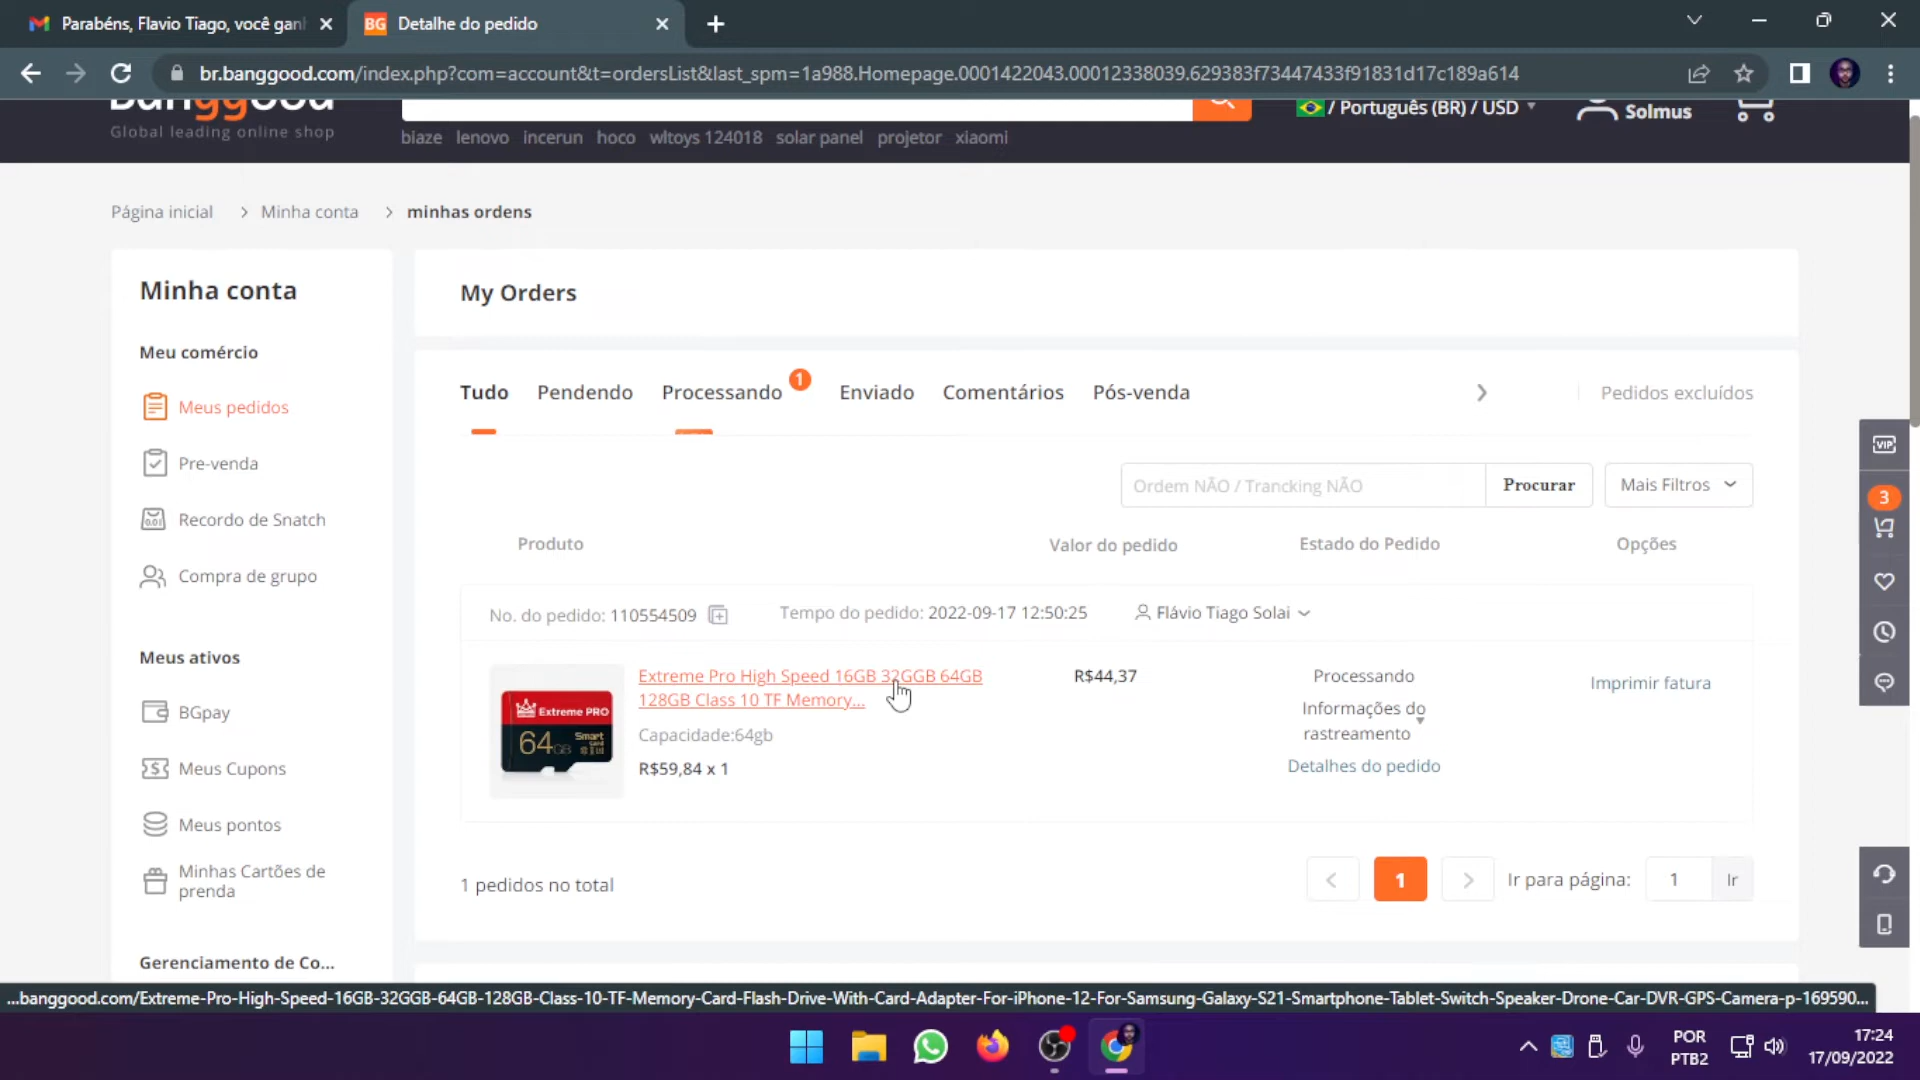 Parabéns, Flavio Tiago, você gan
BG Detalhe do pedido
br.banggood.com/index.php?com=account&t=ordersList&last_spm=1a988.Homepage.0001422043.00012338039.629383f73447433f91831d17c189a614
Banggood
Global leading online shop
/ Português (BR) / USD
Solmus
biaze lenovo incerun hoco wltoys 124018 solar panel projetor xiaomi
Página inicial > Minha conta > minhas ordens
Minha conta
Meu comércio
Meus pedidos
Pre-venda
Recordo de Snatch
Compra de grupo
Meus ativos
BGpay
Meus Cupons
Meus pontos
Minhas Cartões de
prenda
Gerenciamento de Co...
My Orders
Tudo Pendendo Processando 1 Enviado Comentários Pós-venda
Pedidos excluídos
Ordem NÃO / Trancking NÃO
Procurar
Mais Filtros
Produto Valor do pedido Estado do Pedido Opções
No. do pedido: 110554509 Tempo do pedido: 2022-09-17 12:50:25 Flávio Tiago Solai
Extreme PRO
64GB Smart
Extreme Pro High Speed 16GB 32GGB 64GB
128GB Class 10 TF Memory...
Capacidade:64gb
R$59,84 x 1
R$44,37
Processando
Informações do
rastreamento
Detalhes do pedido
Imprimir fatura
1 pedidos no total
1
Ir para página: 1 Ir
VIP
3
...banggood.com/Extreme-Pro-High-Speed-16GB-32GGB-64GB-128GB-Class-10-TF-Memory-Card-Flash-Drive-With-Card-Adapter-For-iPhone-12-For-Samsung-Galaxy-S21-Smartphone-Tablet-Switch-Speaker-Drone-Car-DVR-GPS-Camera-p-169590...
POR
PTB2
17:24
17/09/2022